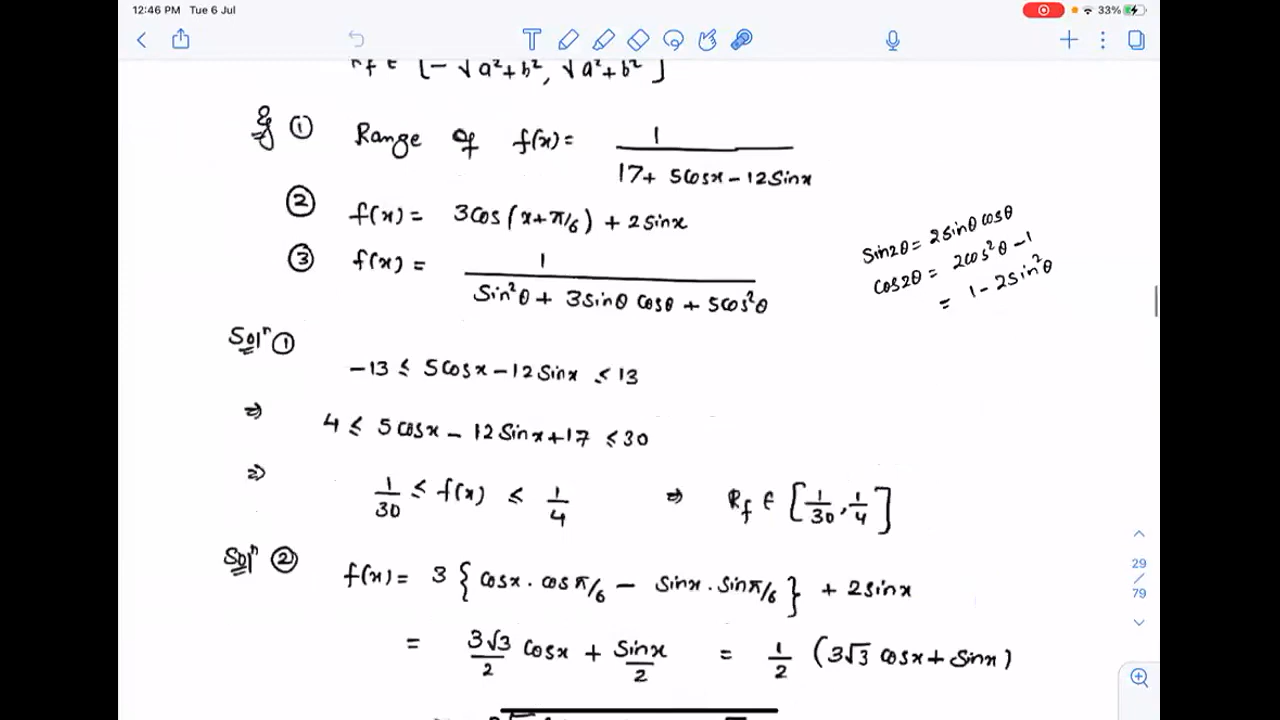 12:46 PM Tue 6 Jul
33%
Rf ∈ [-√a²+b², √a²+b²]
Eg ① Range of f(x) = 1 / 17+ 5cosx - 12sinx
② f(x) = 3cos(x+π/6) + 2sinx
③ f(x) = 1 / sin²θ + 3sinθ cosθ + 5cos²θ
sin2θ = 2sinθ cosθ
cos2θ = 2cos²θ - 1
= 1 - 2sin²θ
Solⁿ ①
-13 ≤ 5cosx - 12sinx ≤ 13
⇒ 4 ≤ 5cosx - 12sinx+17 ≤ 30
⇒ 1/30 ≤ f(x) ≤ 1/4 ⇒ Rf ∈ [1/30, 1/4]
29
/
79
Solⁿ ② f(x) = 3 { cosx . cosπ/6 - sinx . sinπ/6 } + 2sinx
= 3√3/2 cosx + sinx/2 = 1/2 (3√3 cosx + sinx)